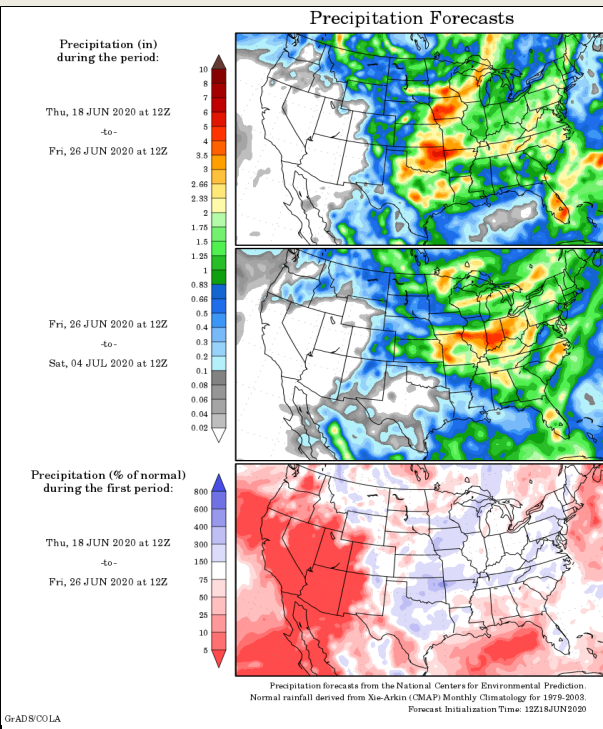 Precipitation Forecasts
Precipitation (in)
during the period:
Thu, 18 JUN 2020 at 12Z
-to-
Fri, 26 JUN 2020 at 12Z
10
8
7
6
5
4
3.5
3
2.66
2.33
2
1.75
1.5
1.25
1
0.83
0.66
0.5
0.4
0.3
0.2
0.1
0.08
0.06
0.04
0.02
Fri, 26 JUN 2020 at 12Z
-to-
Sat, 04 JUL 2020 at 12Z
Precipitation (% of normal)
during the first period:
Thu, 18 JUN 2020 at 12Z
-to-
Fri, 26 JUN 2020 at 12Z
800
600
400
300
150
75
50
25
10
5
Precipitation forecasts from the National Centers for Environmental Prediction.
Normal rainfall derived from Xie-Arkin (CMAP) Monthly Climatology for 1979-2003.
Forecast Initialization Time: 12Z18JUN2020
GrADS/COLA